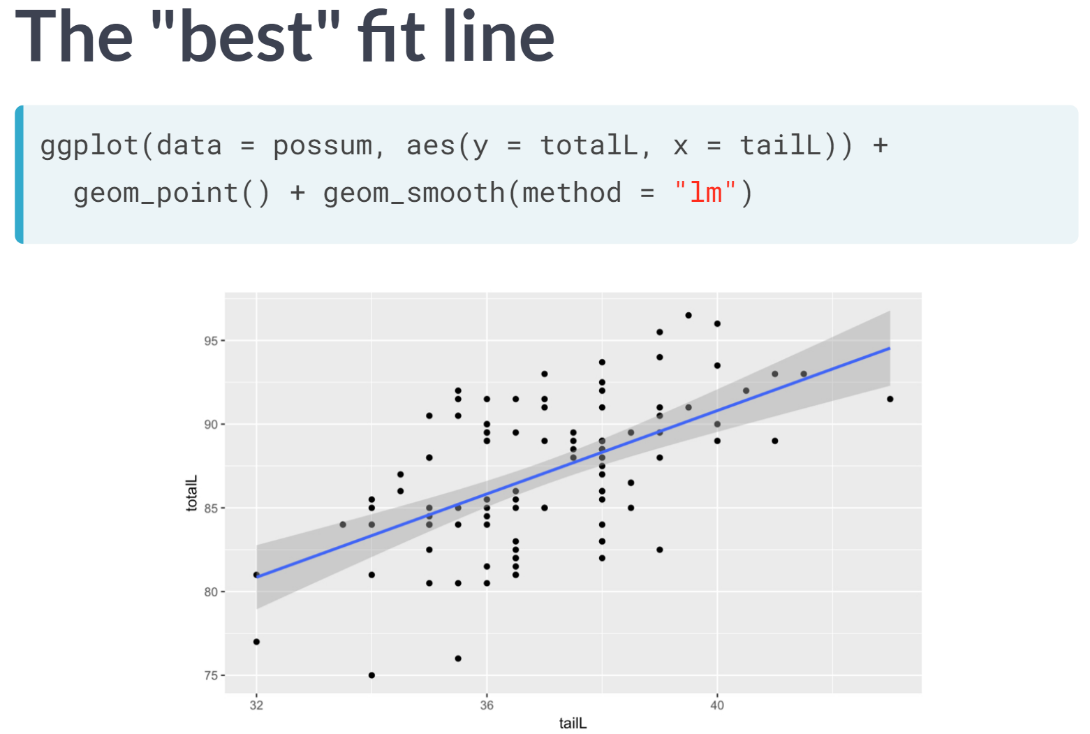 The "best" fit line
ggplot(data = possum, aes(y = totalL, x = tailL)) +
geom_point() + geom_smooth(method = "lm")
95
90
85
80
75
totalL
32 36 40
tailL